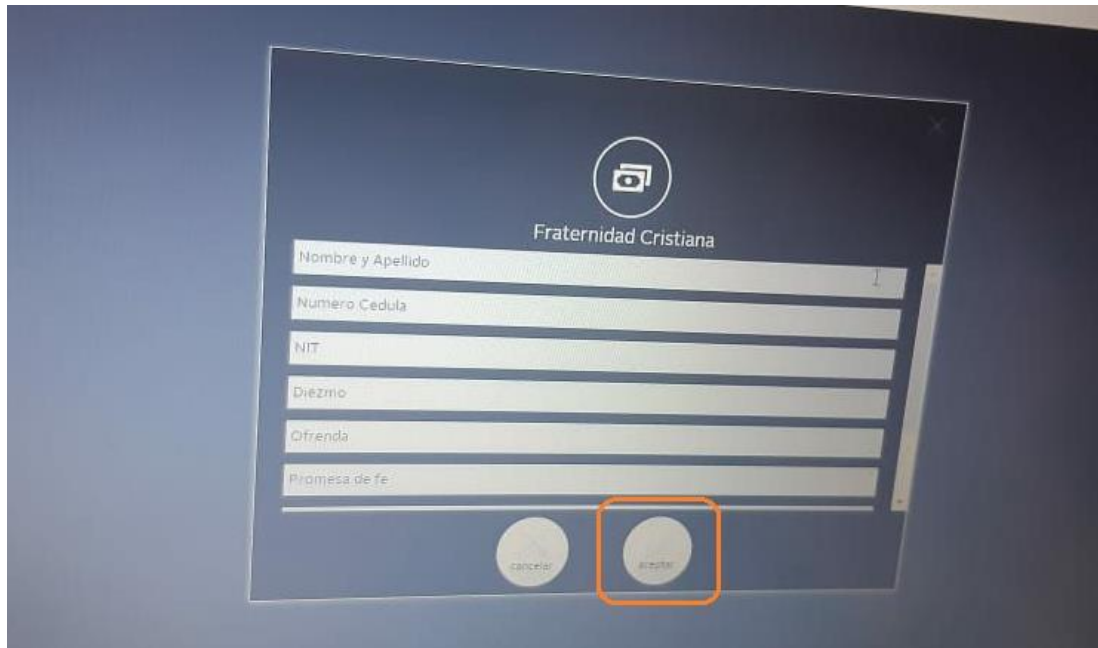 Fraternidad Cristiana
Nombre y Apellido
Numero Cedula
NIT
Diezmo
Ofrenda
Promesa de fe
cancelar
aceptar